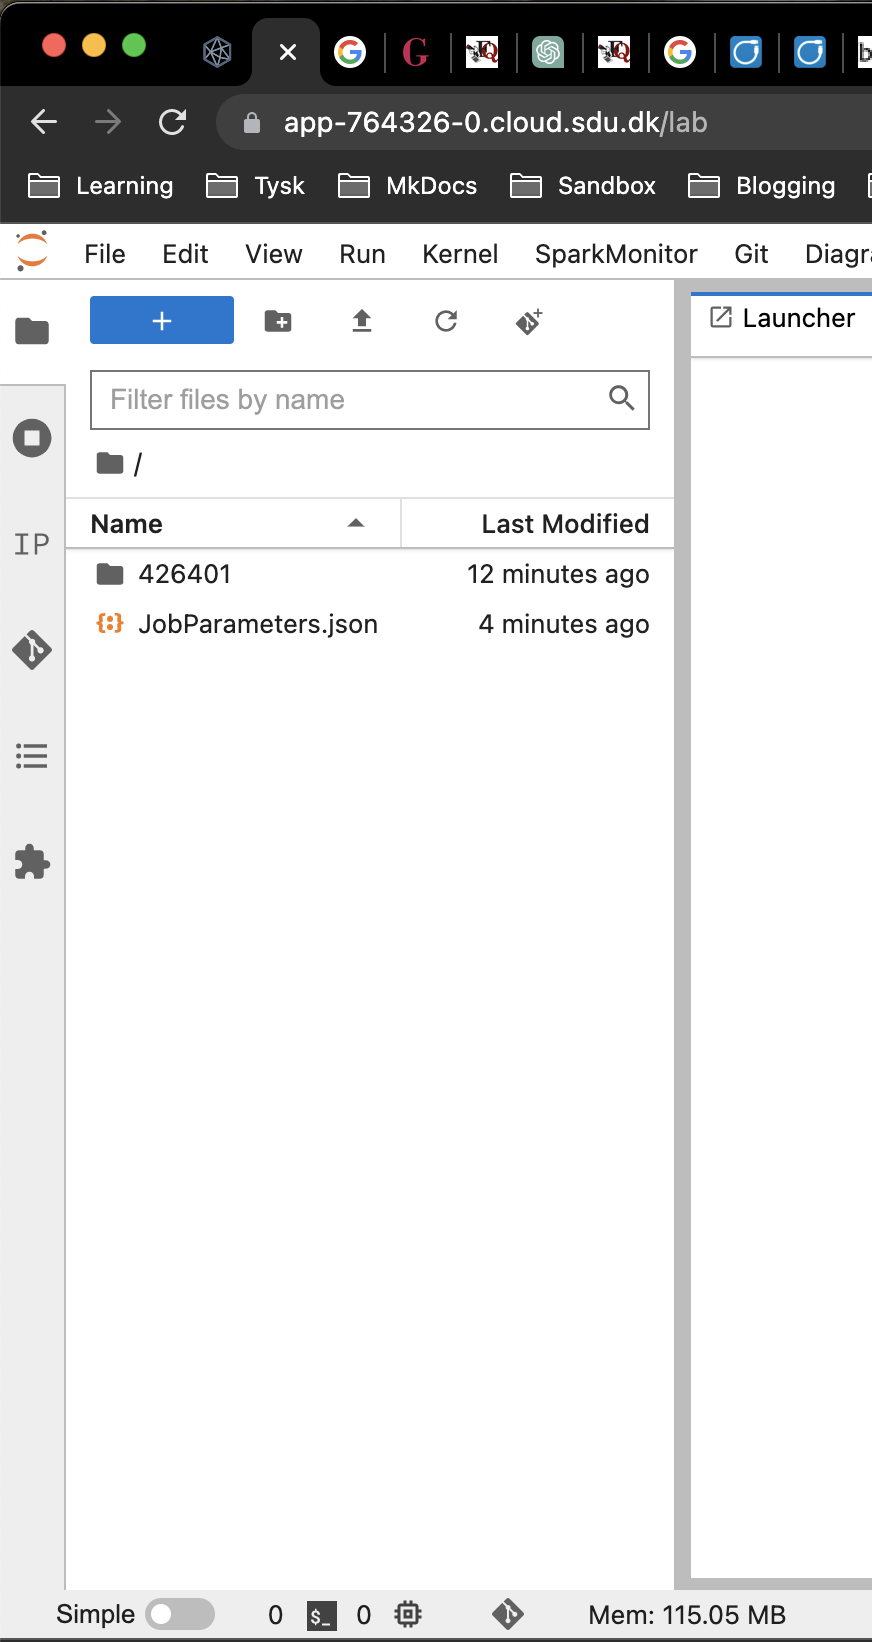 app-764326-0.cloud.sdu.dk/lab
Learning Tysk MkDocs Sandbox Blogging
File Edit View Run Kernel SparkMonitor Git Diagra
Launcher
Filter files by name
/
Name Last Modified
IP
426401 12 minutes ago
JobParameters.json 4 minutes ago
Simple 0 $_ 0 Mem: 115.05 MB